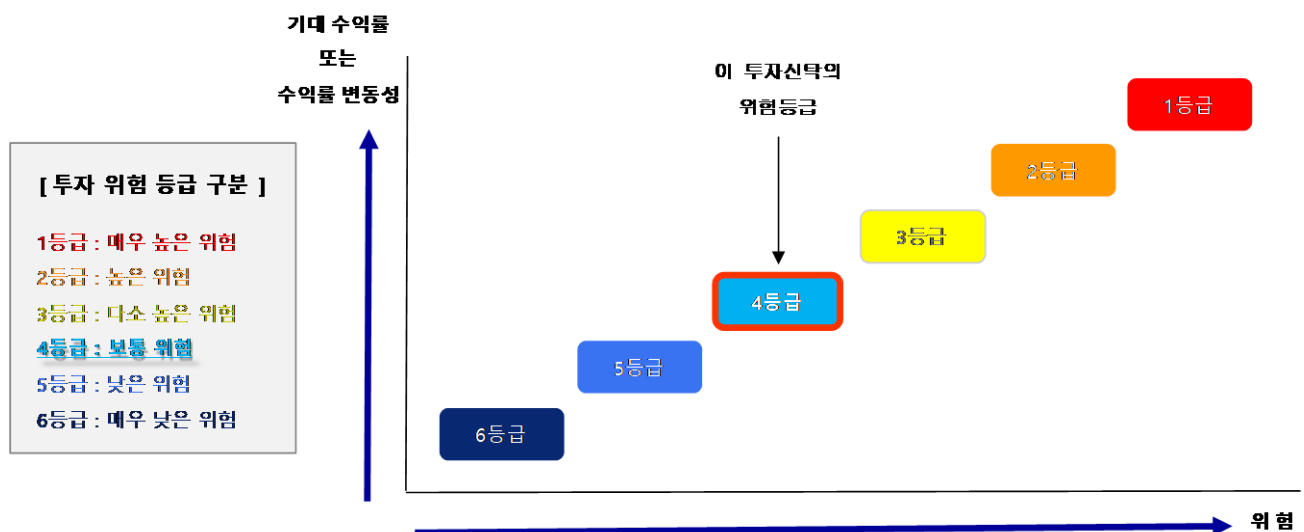 기대 수익률
또는
수익률 변동성
이 투자신탁의
위험등급
1등급
2등급
3등급
4등급
5등급
6등급
[ 투자 위험 등급 구분 ]
1등급 : 매우 높은 위험
2등급 : 높은 위험
3등급 : 다소 높은 위험
4등급 : 보통 위험
5등급 : 낮은 위험
6등급 : 매우 낮은 위험
위 험